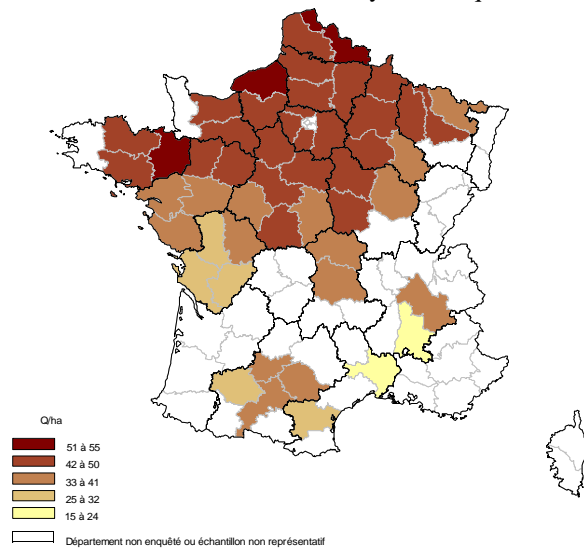 Q/ha
51 à 55
42 à 50
33 à 41
25 à 32
15 à 24
Département non enquêté ou échantillon non représentatif